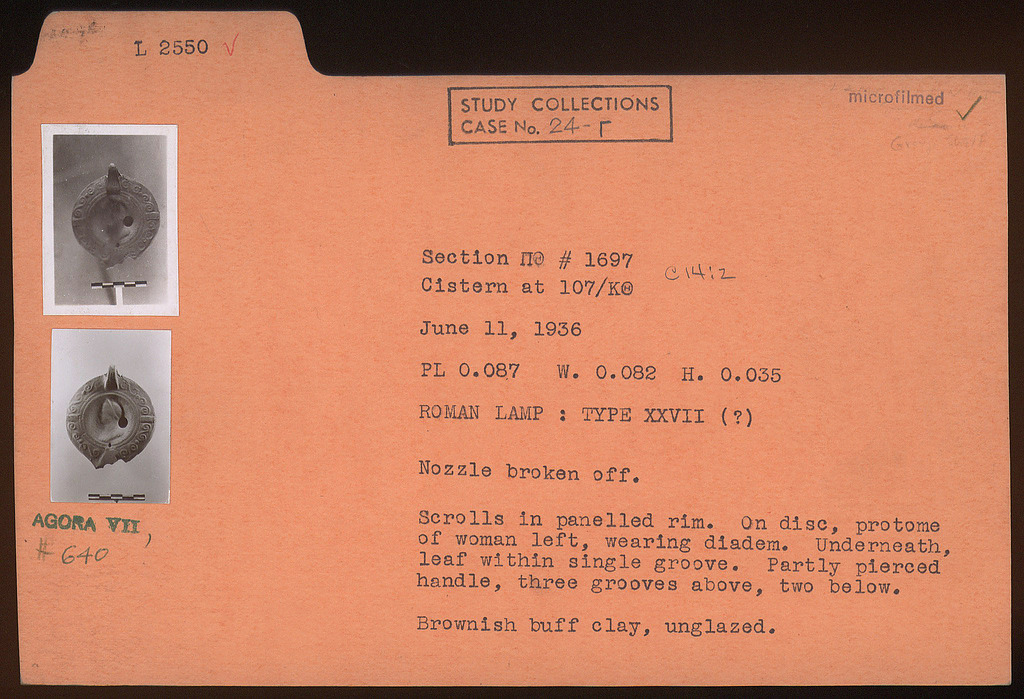 L 2550 ✓
STUDY COLLECTIONS
CASE No. 24-Γ
microfilmed ✓
Section ΠΘ # 1697
C 14:2
Cistern at 107/ΚΘ
June 11, 1936
PL 0.087 W. 0.082 H. 0.035
ROMAN LAMP : TYPE XXVII (?)
Nozzle broken off.
Scrolls in panelled rim. On disc, protome
of woman left, wearing diadem. Underneath,
leaf within single groove. Partly pierced
handle, three grooves above, two below.
Brownish buff clay, unglazed.
AGORA VII,
# 640